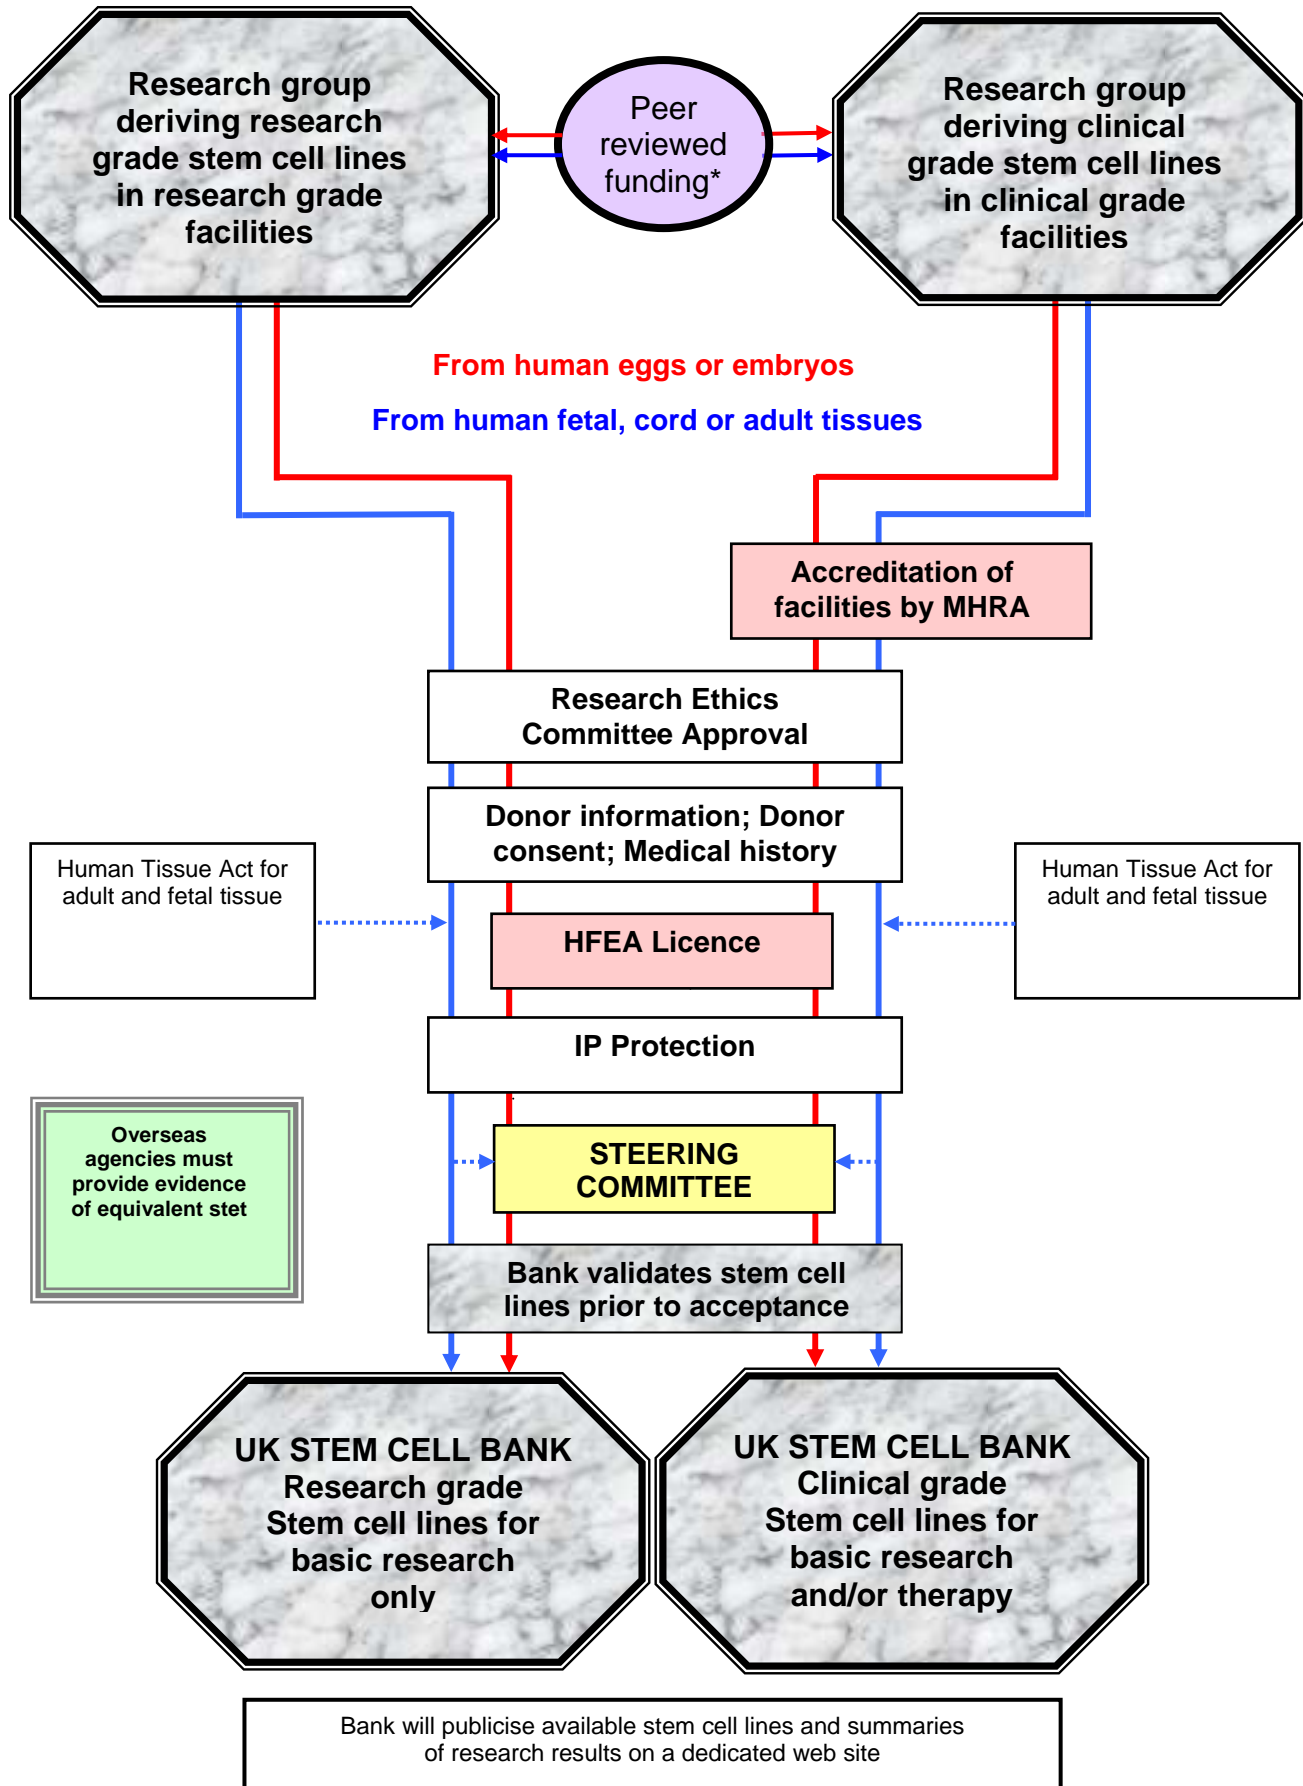 Research group
deriving research
grade stem cell lines
in research grade
facilities
Peer
reviewed
funding*
Research group
deriving clinical
grade stem cell lines
in clinical grade
facilities
From human eggs or embryos
From human fetal, cord or adult tissues
Accreditation of
facilities by MHRA
Research Ethics
Committee Approval
Donor information; Donor
consent; Medical history
Human Tissue Act for
adult and fetal tissue
Human Tissue Act for
adult and fetal tissue
HFEA Licence
IP Protection
Overseas
agencies must
provide evidence
of equivalent stet
STEERING
COMMITTEE
Bank validates stem cell
lines prior to acceptance
UK STEM CELL BANK
Research grade
Stem cell lines for
basic research
only
UK STEM CELL BANK
Clinical grade
Stem cell lines for
basic research
and/or therapy
Bank will publicise available stem cell lines and summaries
of research results on a dedicated web site